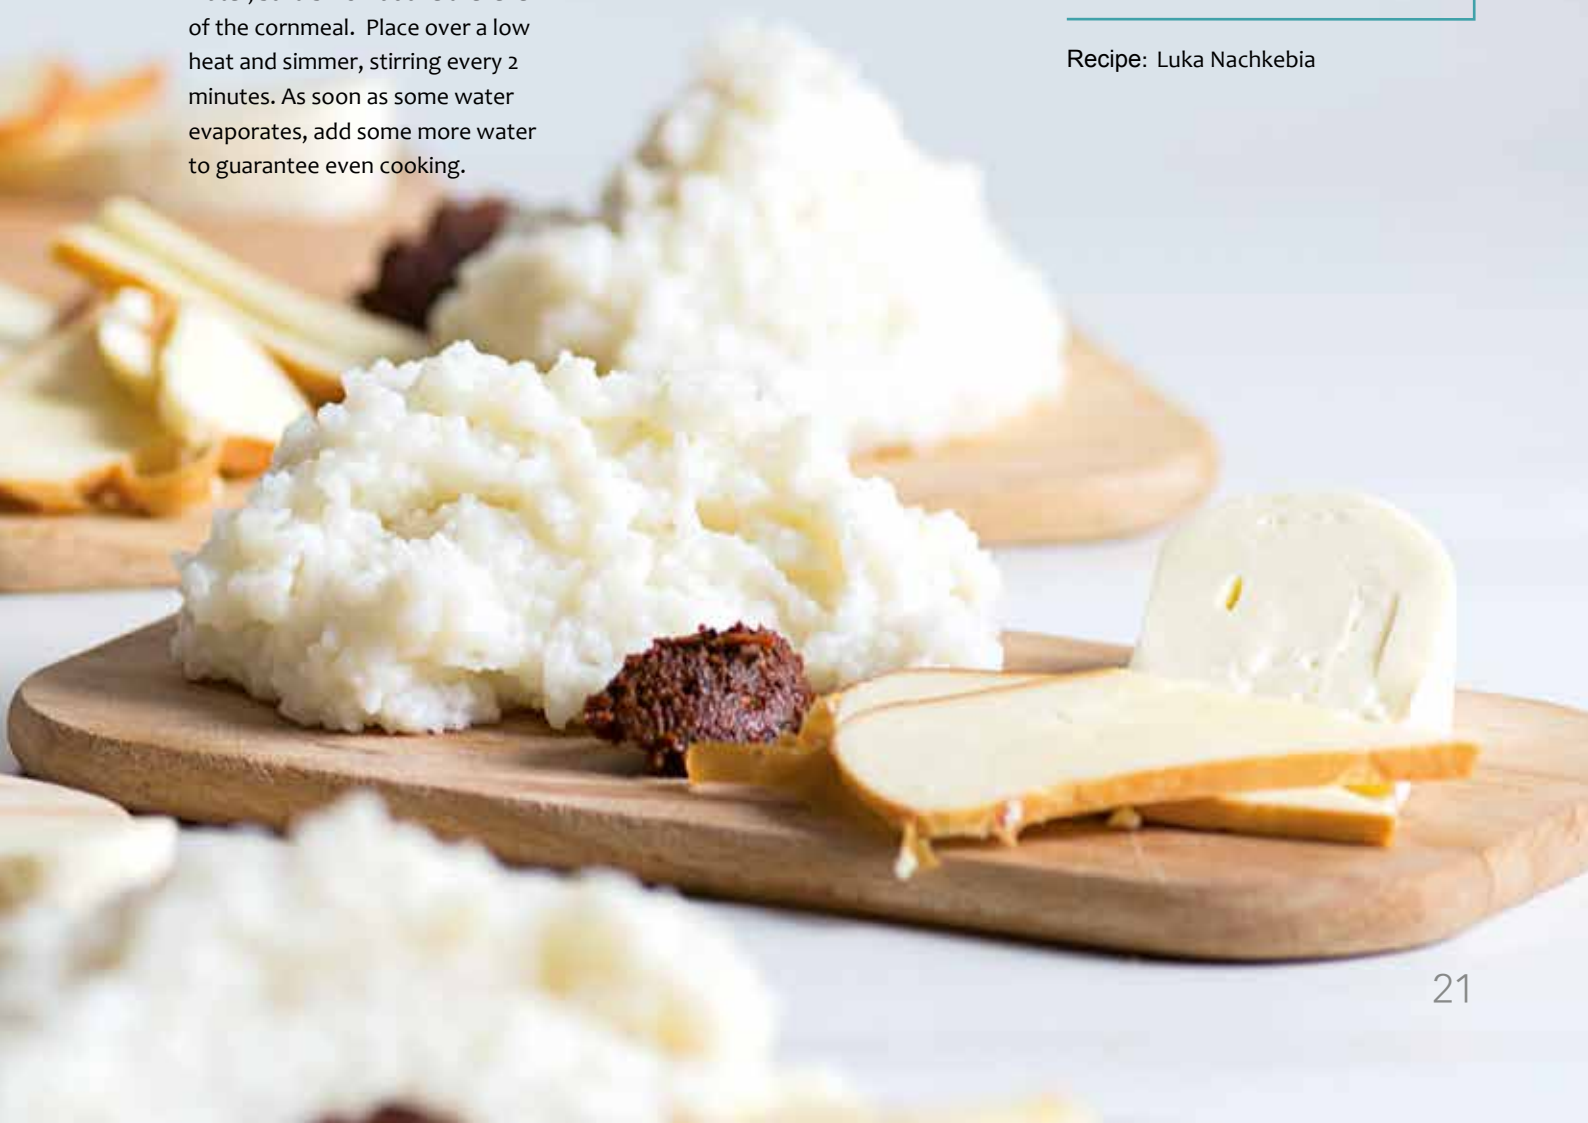 of the cornmeal. Place over a low
heat and simmer, stirring every 2
minutes. As soon as some water
evaporates, add some more water
to guarantee even cooking.
Recipe: Luka Nachkebia
21